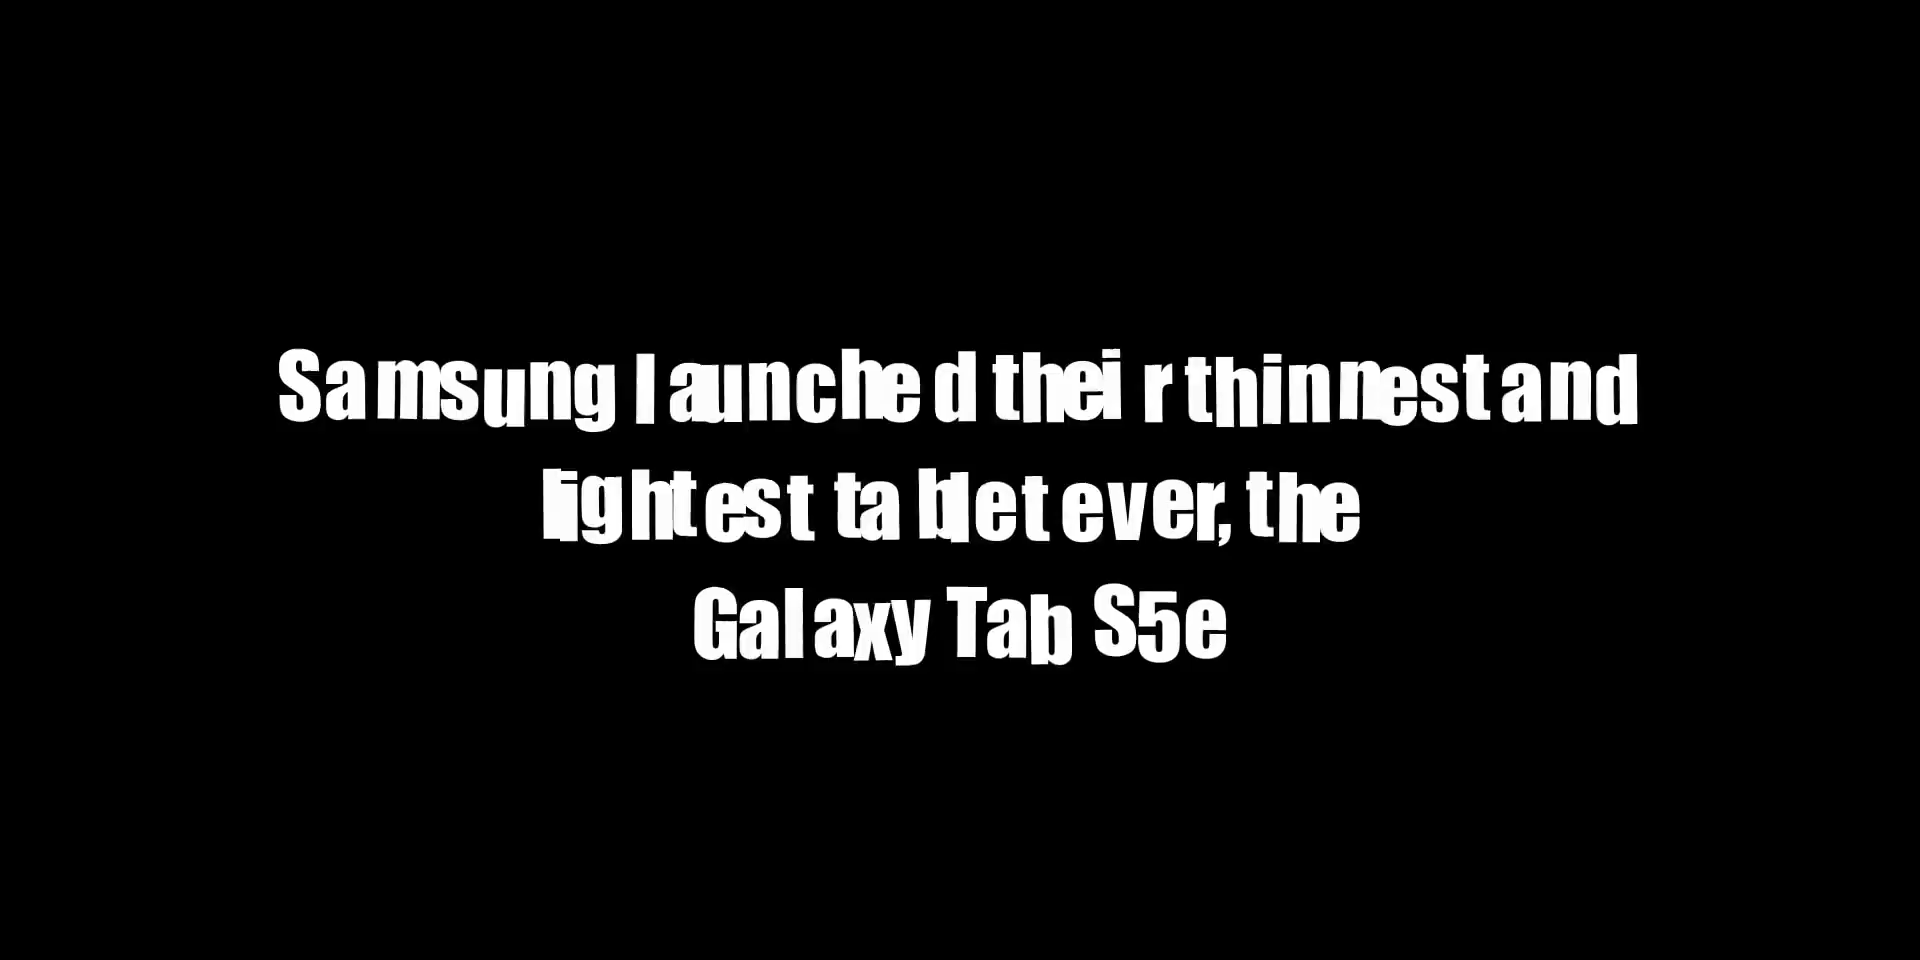 Samsung launched their thinnest and
lightest tablet ever, the
Galaxy Tab S5e